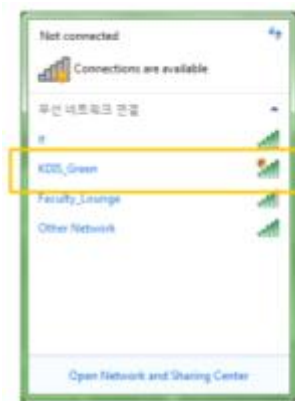 Not connected
Connections are available
무선 네트워크 연결
KDIS_Green
Faculty_Lounge
Other Network
Open Network and Sharing Center